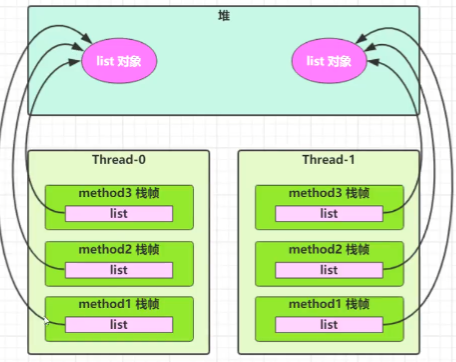 堆
list 对象
list 对象
Thread-0
method3 栈帧
list
method2 栈帧
list
method1 栈帧
list
Thread-1
method3 栈帧
list
method2 栈帧
list
method1 栈帧
list